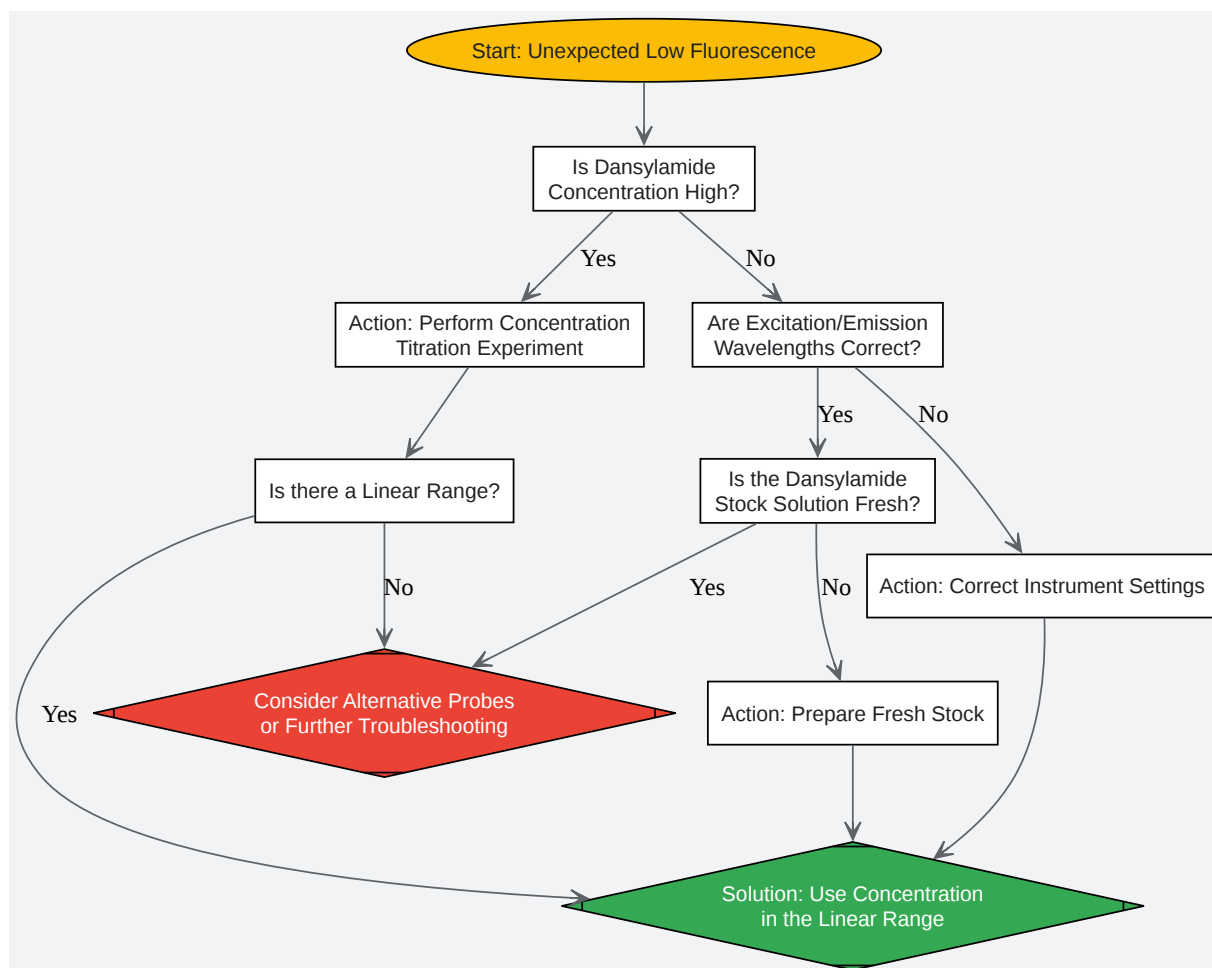 Start: Unexpected Low Fluorescence
Is Dansylamide
Concentration High?
Yes
No
Action: Perform Concentration
Titration Experiment
Are Excitation/Emission
Wavelengths Correct?
Yes
No
Is there a Linear Range?
Is the Dansylamide
Stock Solution Fresh?
No
Yes
No
Action: Correct Instrument Settings
Yes
Consider Alternative Probes
or Further Troubleshooting
Action: Prepare Fresh Stock
Solution: Use Concentration
in the Linear Range